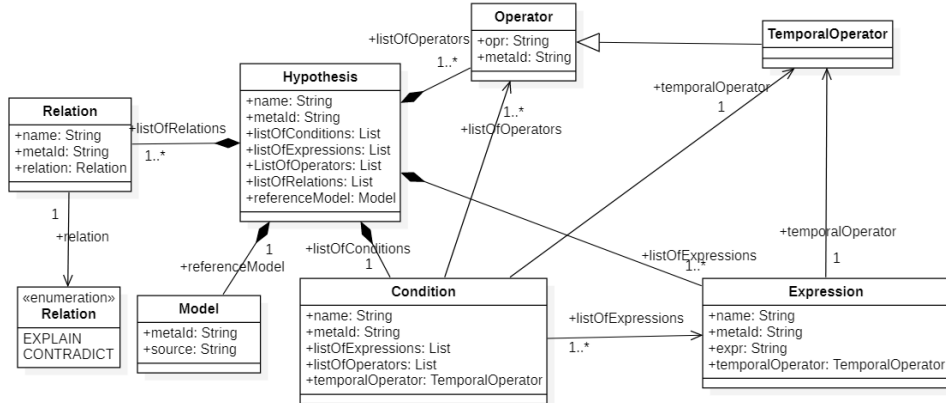 Operator
+opr: String
+metaId: String
TemporalOperator
+listOfOperators
1..*
Hypothesis
+name: String
+metaId: String
+listOfConditions: List
+listOfExpressions: List
+ListOfOperators: List
+listOfRelations: List
+referenceModel: Model
Relation
+name: String
+metaId: String
+relation: Relation
+listOfRelations
1..*
1..*
+listOfOperators
+temporalOperator
1
1
+relation
1
+referenceModel
+listOfConditions
1
+temporalOperator
1
+listOfExpressions
1..*
«enumeration»
Relation
EXPLAIN
CONTRADICT
Model
+metaId: String
+source: String
Condition
+name: String
+metaId: String
+listOfExpressions: List
+listOfOperators: List
+temporalOperator: TemporalOperator
+listOfExpressions
1..*
Expression
+name: String
+metaId: String
+expr: String
+temporalOperator: TemporalOperator